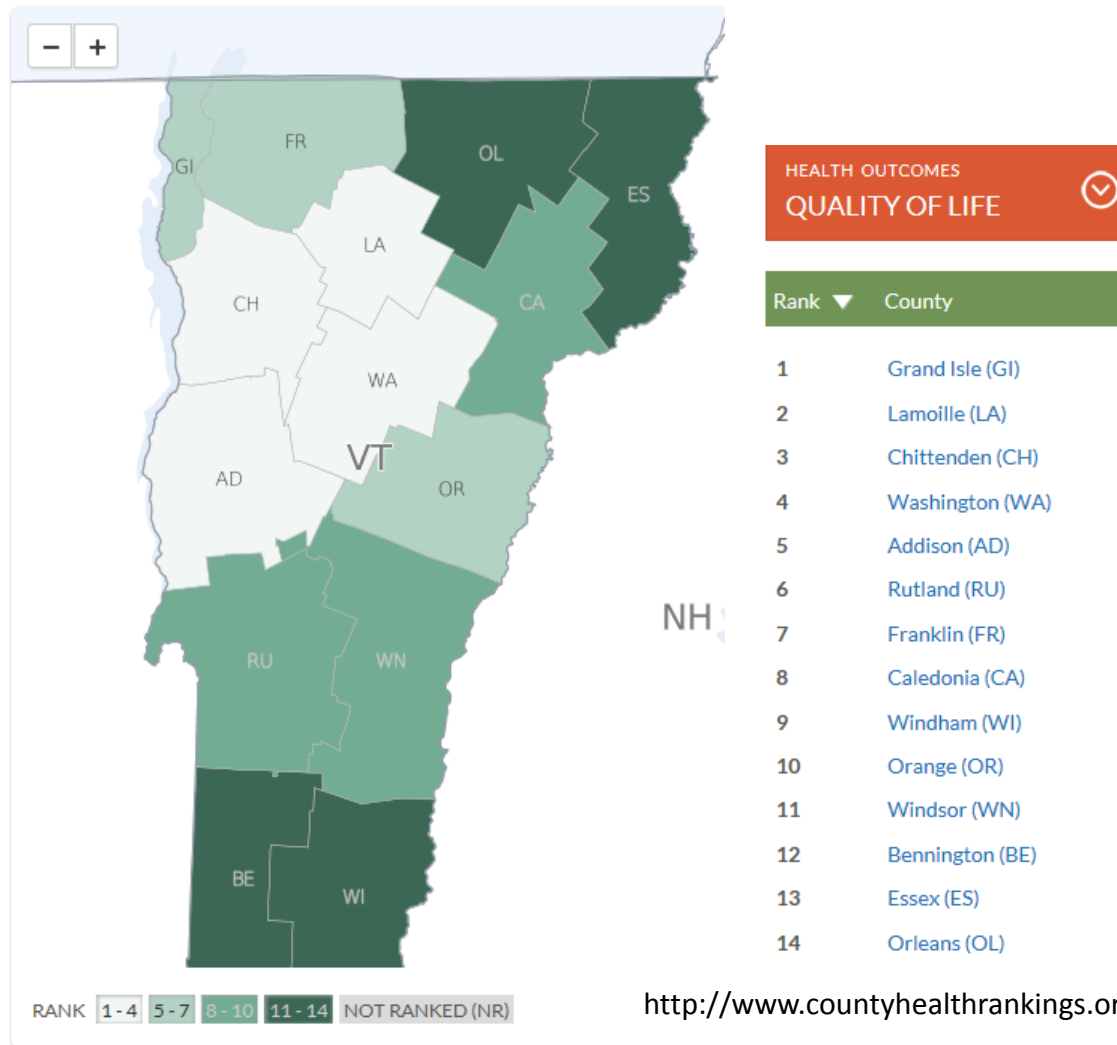 − +
FR
GI
OL
ES
LA
CH
CA
WA
VT
AD
OR
NH
RU
WN
BE
WI
RANK 1 - 4 5 - 7 8 - 10 11 - 14 NOT RANKED (NR)
HEALTH OUTCOMES
QUALITY OF LIFE
Rank County
1 Grand Isle (GI)
2 Lamoille (LA)
3 Chittenden (CH)
4 Washington (WA)
5 Addison (AD)
6 Rutland (RU)
7 Franklin (FR)
8 Caledonia (CA)
9 Windham (WI)
10 Orange (OR)
11 Windsor (WN)
12 Bennington (BE)
13 Essex (ES)
14 Orleans (OL)
http://www.countyhealthrankings.or